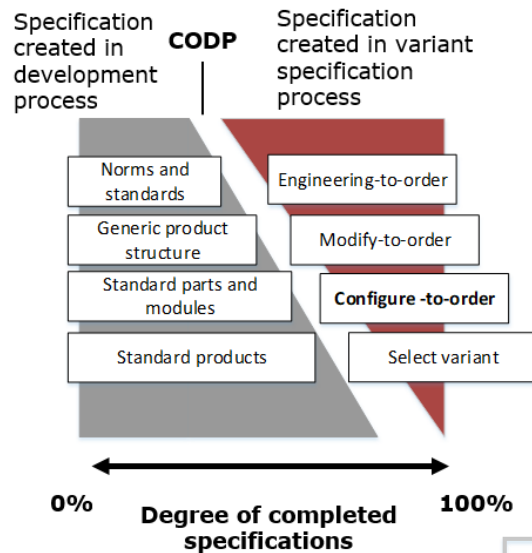 Specification
created in
development
process
CODP
Specification
created in variant
specification
process
Norms and
standards
Engineering-to-order
Generic product
structure
Modify-to-order
Standard parts and
modules
Configure -to-order
Standard products
Select variant
0%
Degree of completed
specifications
100%